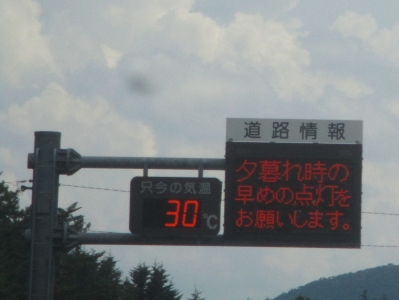 道路情報
夕暮れ時の
早めの点灯を
お願いします。
只今の気温
30℃